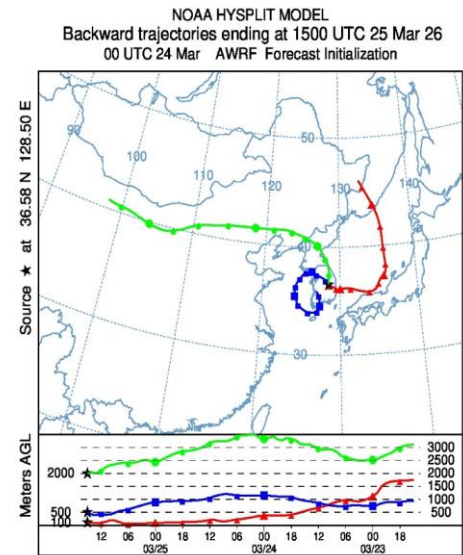 NOAA HYSPLIT MODEL
Backward trajectories ending at 1500 UTC 25 Mar 26
00 UTC 24 Mar AWRF Forecast Initialization
Source ★ at 36.58 N 128.50 E
90
100
110
120
130
140
50
40
30
Meters AGL
2000
500
100
3000
2500
2000
1500
1000
500
12 06 00 18 12 06 00 18 12 06 00 18
03/25 03/24 03/23